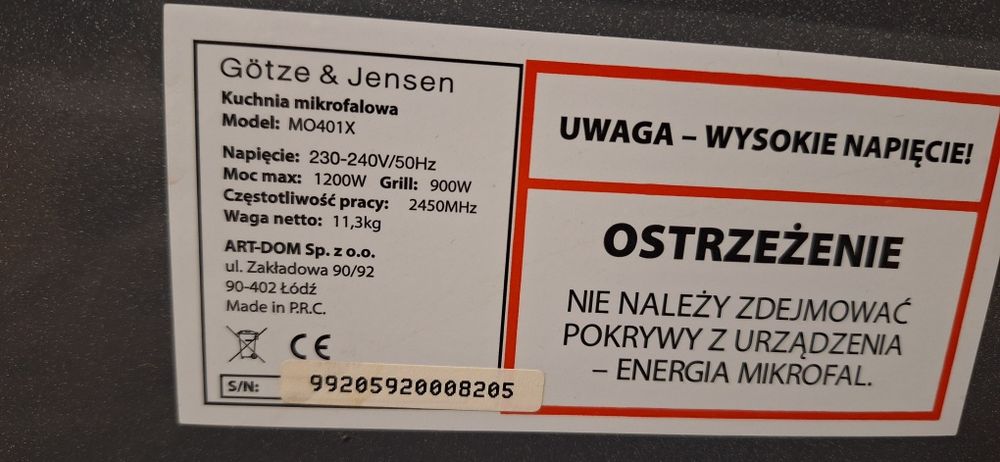 Götze & Jensen
Kuchnia mikrofalowa
Model: MO401X
Napięcie: 230-240V/50Hz
Moc max: 1200W Grill: 900W
Częstotliwość pracy: 2450MHz
Waga netto: 11,3kg
ART-DOM Sp. z o.o.
ul. Zakładowa 90/92
90-402 Łódź
Made in P.R.C.
CE
S/N: 99205920008205
UWAGA – WYSOKIE NAPIĘCIE!
OSTRZEŻENIE
NIE NALEŻY ZDEJMOWAĆ
POKRYWY Z URZĄDZENIA
– ENERGIA MIKROFAL.